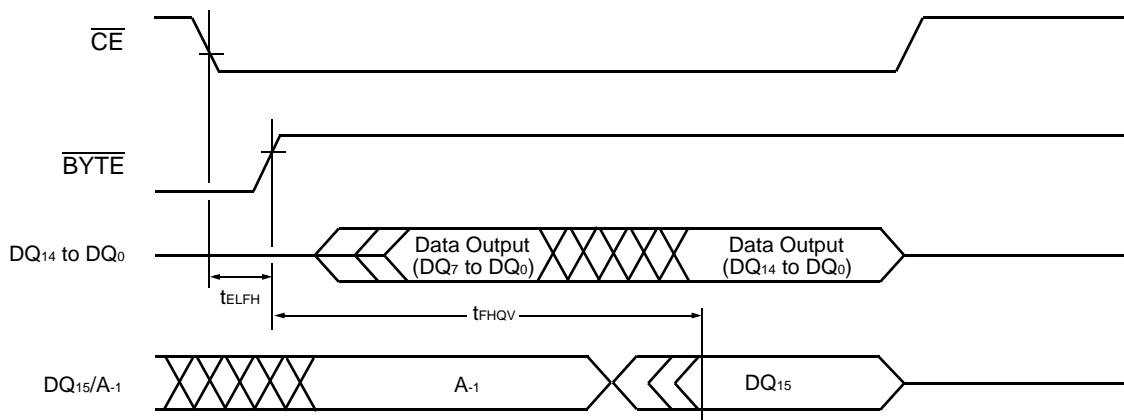 CE
BYTE
DQ14 to DQ0
Data Output
(DQ7 to DQ0)
Data Output
(DQ14 to DQ0)
tELFH
tFHQV
DQ15/A-1
A-1
DQ15